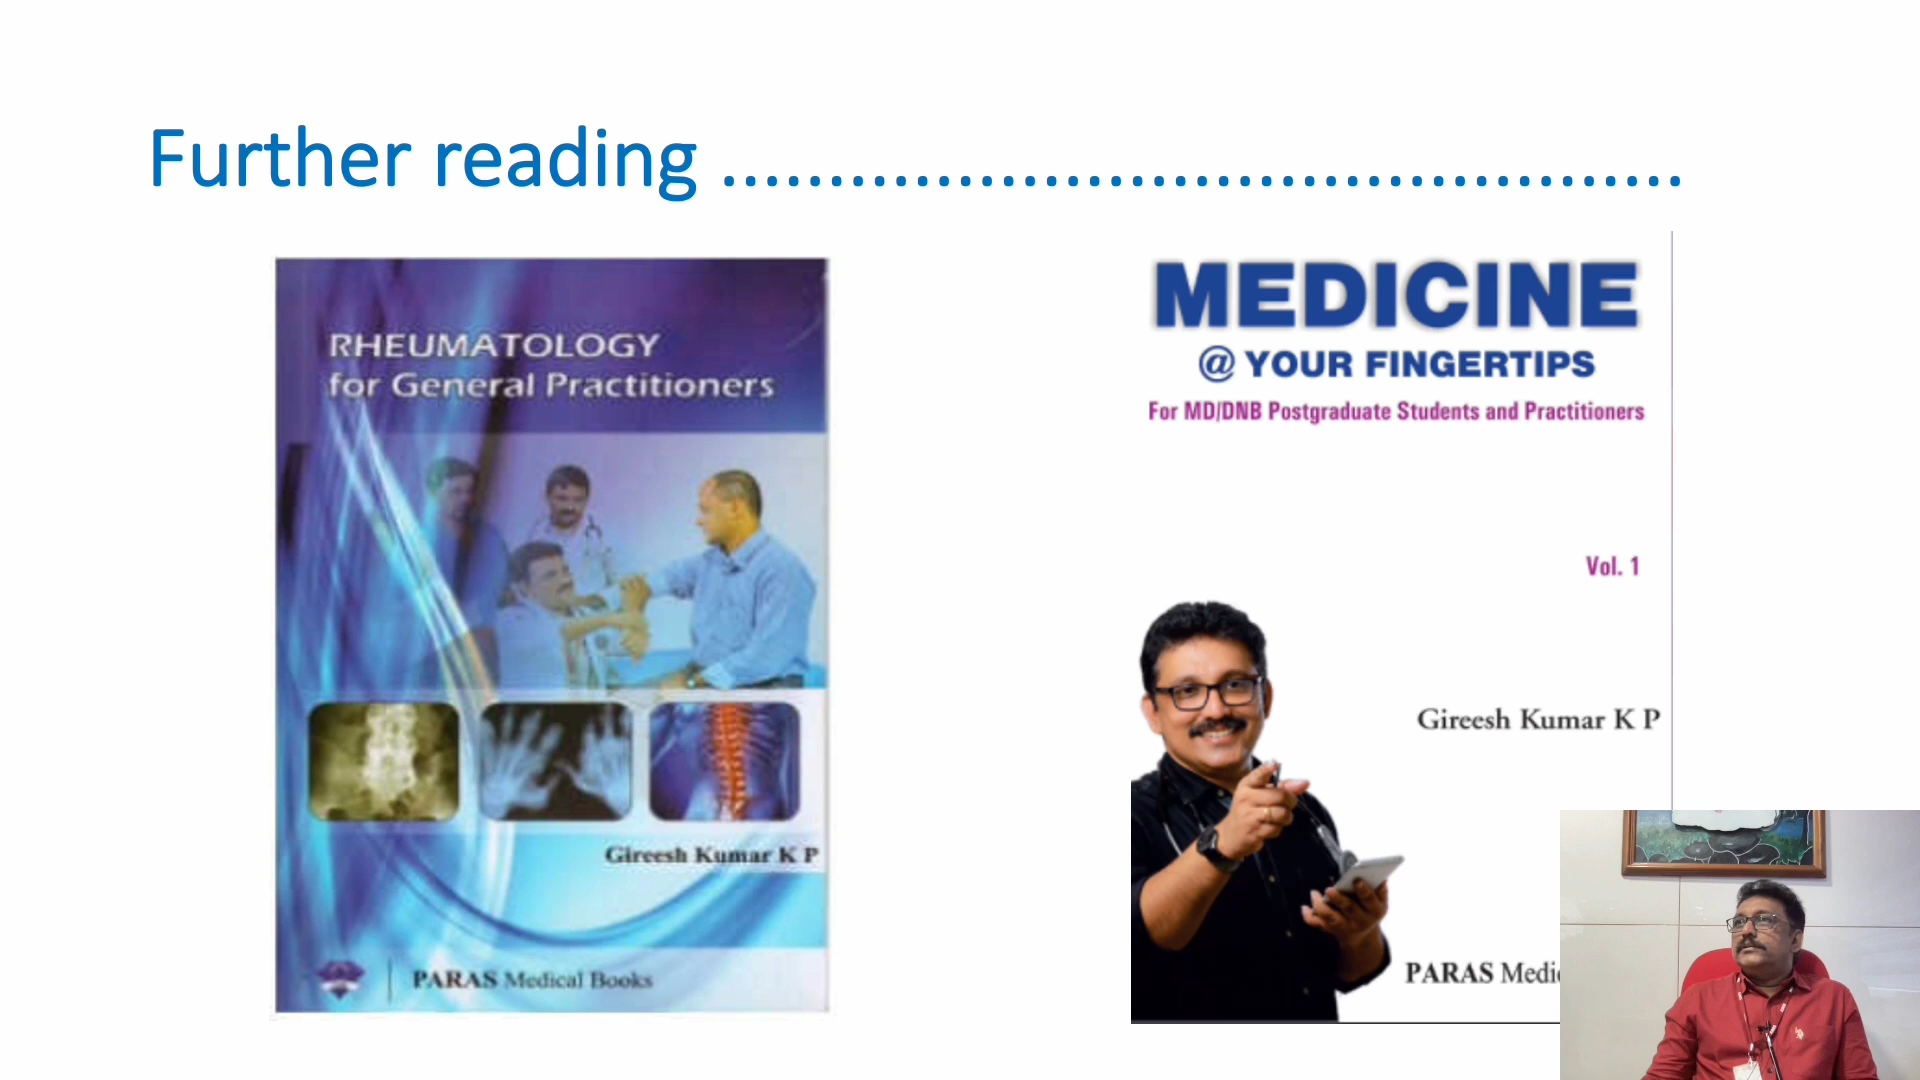 Further reading .............................................
RHEUMATOLOGY
for General Practitioners
Gireesh Kumar K P
PARAS Medical Books
MEDICINE
@ YOUR FINGERTIPS
For MD/DNB Postgraduate Students and Practitioners
Vol. 1
Gireesh Kumar K P
PARAS Medic